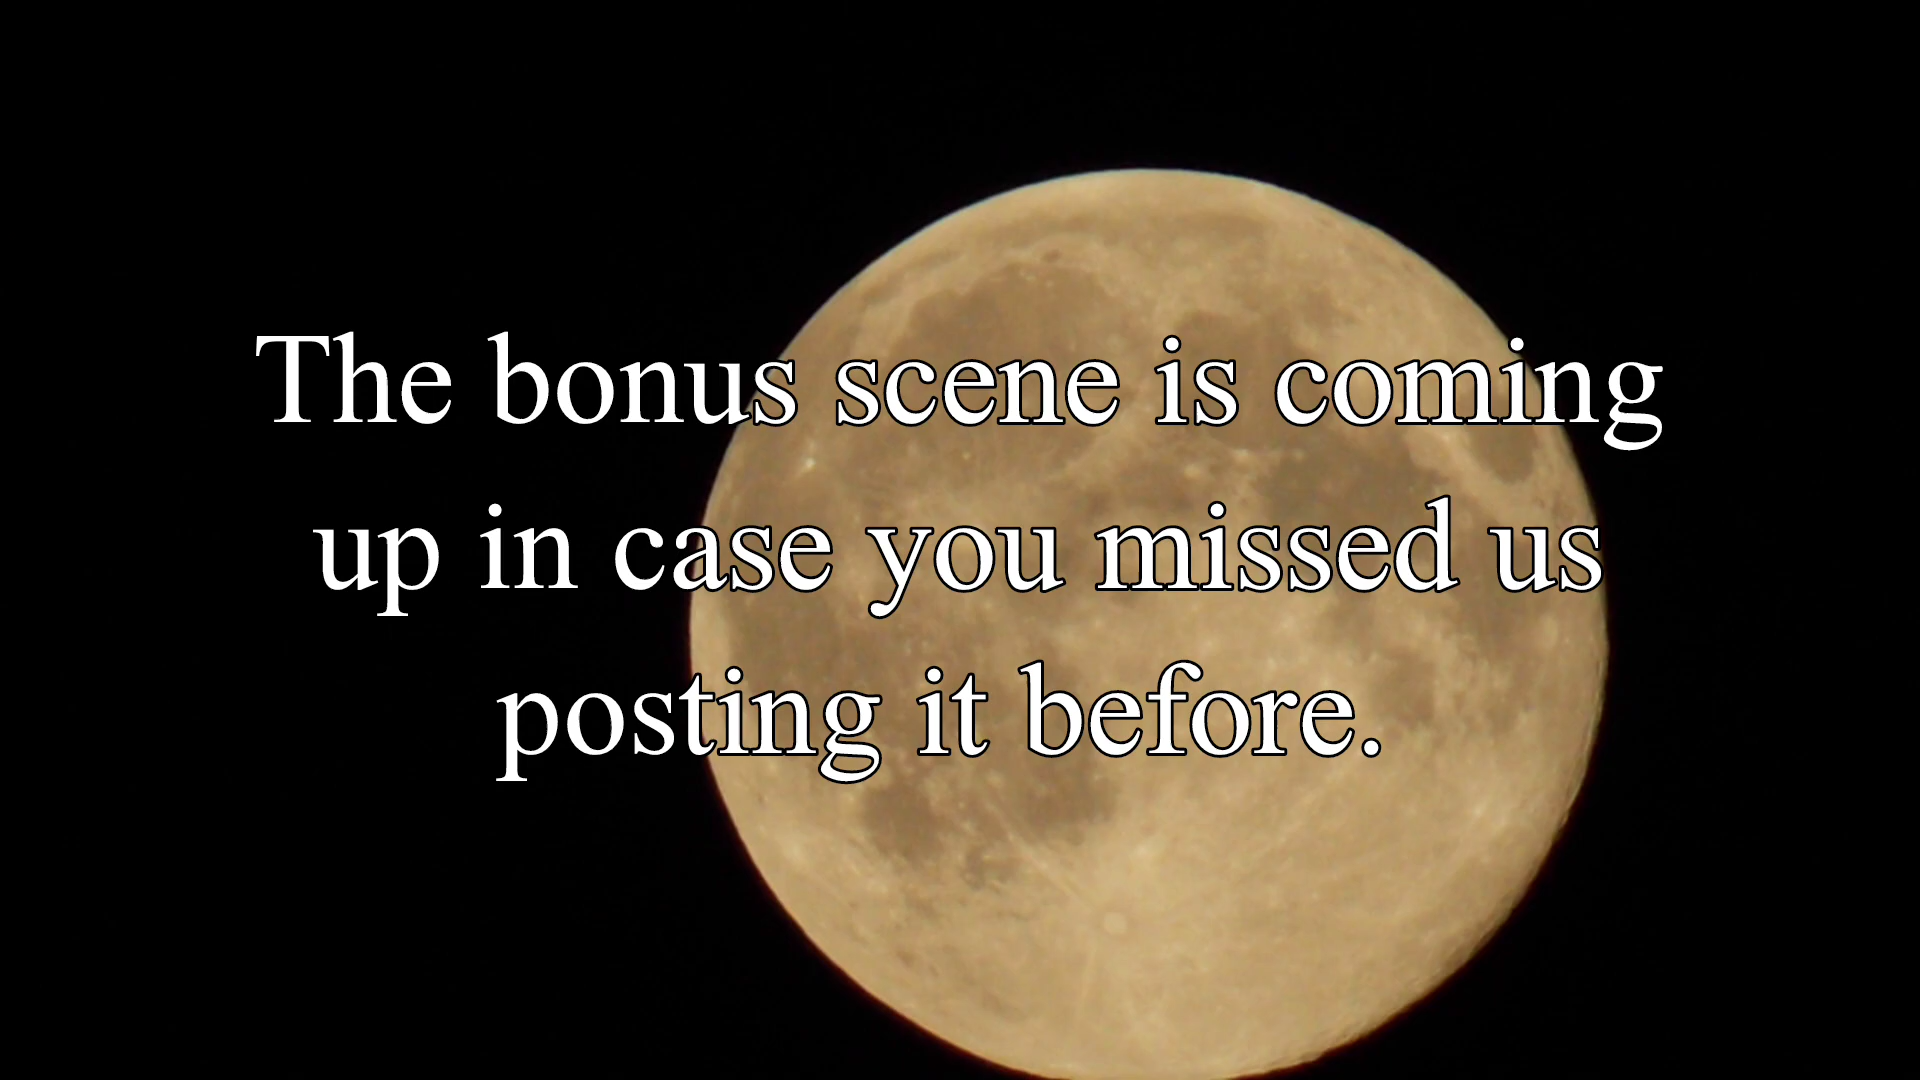 The bonus scene is coming
up in case you missed us
posting it before.